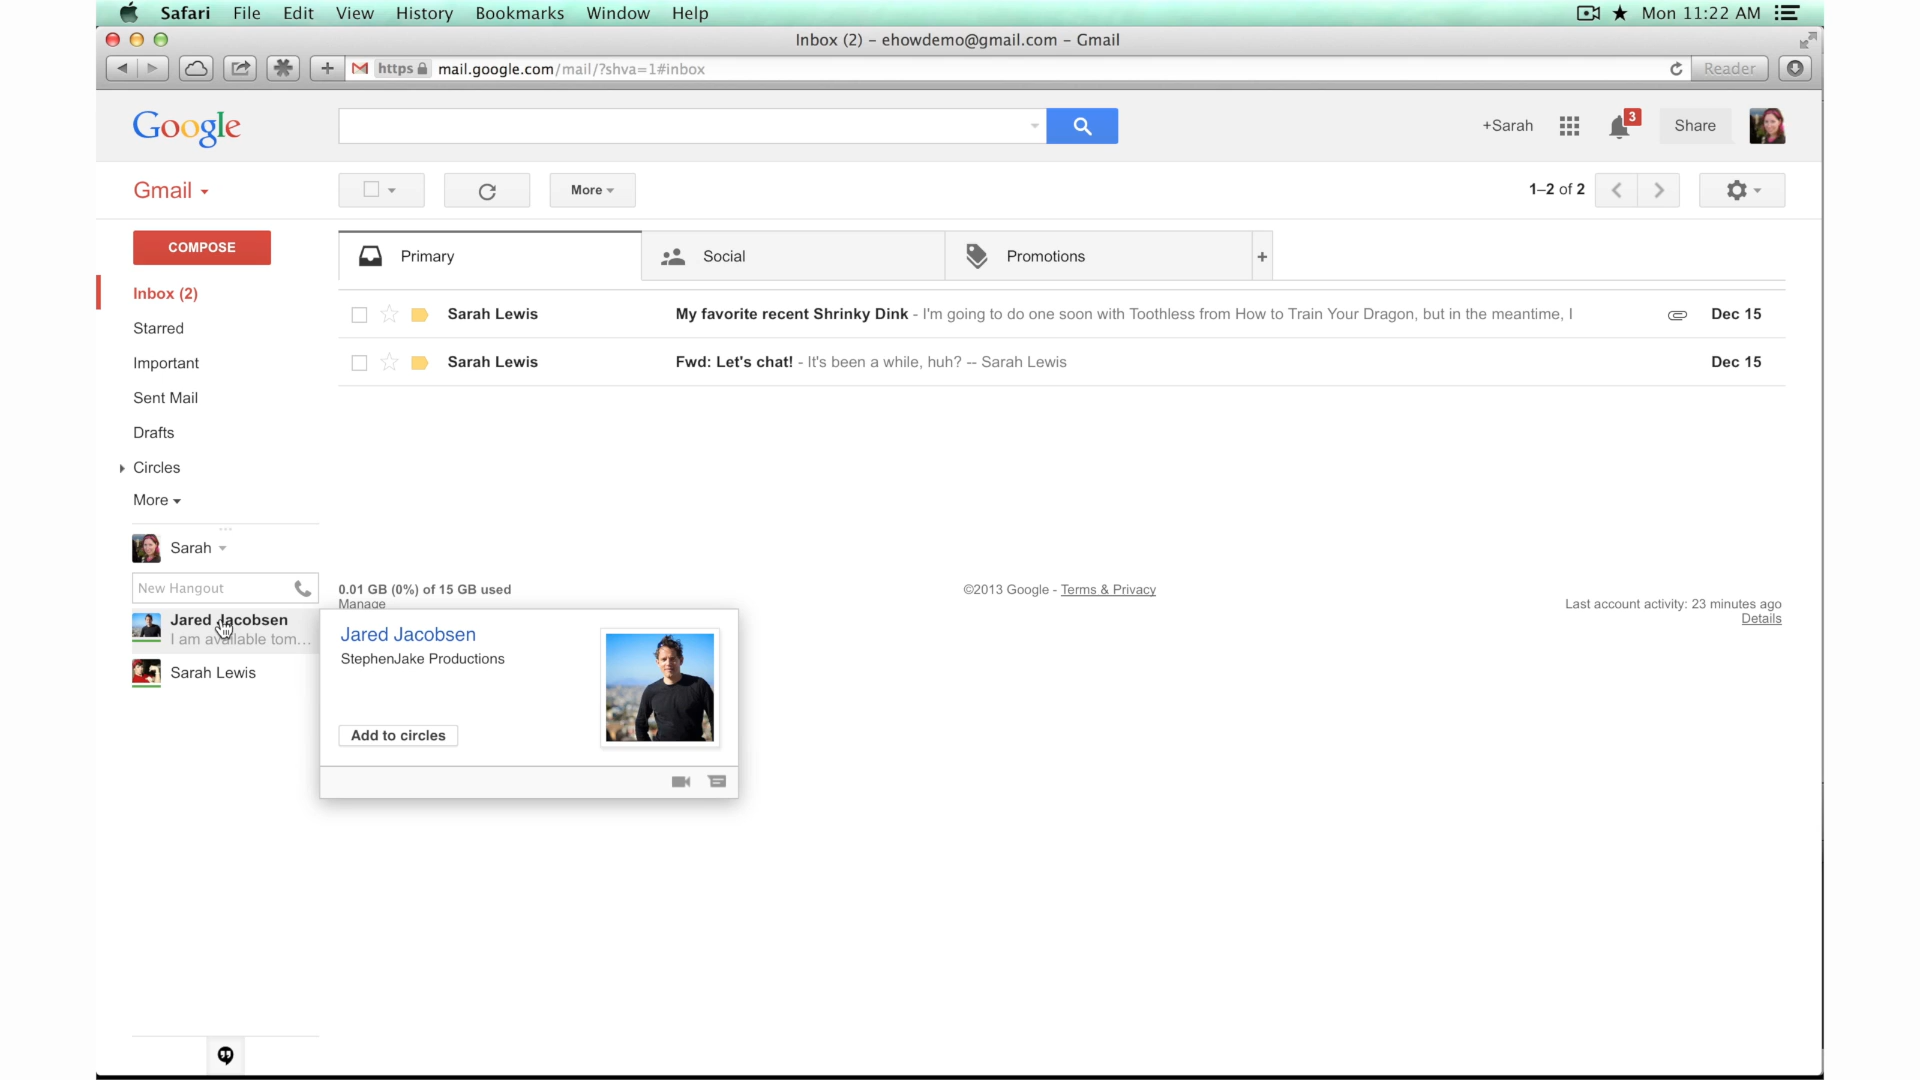 Safari File Edit View History Bookmarks Window Help Mon 11:22 AM
Inbox (2) – ehowdemo@gmail.com – Gmail
https mail.google.com/mail/?shva=1#inbox Reader
Google +Sarah 3 Share
Gmail More 1–2 of 2
COMPOSE
Primary Social Promotions +
Inbox (2)
Sarah Lewis My favorite recent Shrinky Dink - I'm going to do one soon with Toothless from How to Train Your Dragon, but in the meantime, I Dec 15
Starred
Sarah Lewis Fwd: Let's chat! - It's been a while, huh? -- Sarah Lewis Dec 15
Important
Sent Mail
Drafts
Circles
More
Sarah
New Hangout
0.01 GB (0%) of 15 GB used ©2013 Google - Terms & Privacy
Manage Last account activity: 23 minutes ago
Details
Jared Jacobsen
I am available tom...
Sarah Lewis
Jared Jacobsen
StephenJake Productions
Add to circles